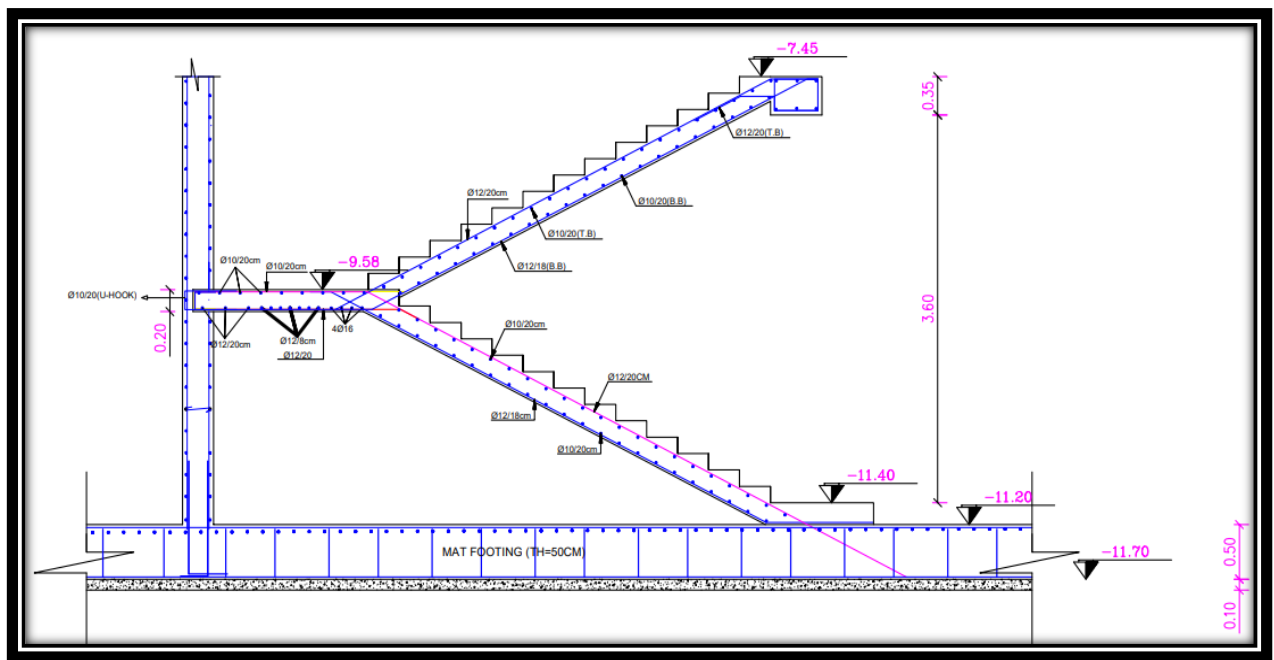 -7.45
0.35
Ø12/20(T.B)
Ø12/20cm
Ø10/20(B.B)
Ø10/20(T.B)
-9.58
Ø10/20cm
Ø10/20cm
Ø12/18(B.B)
Ø10/20(U-HOOK)
3.60
0.20
4Ø16
Ø10/20cm
Ø12/20cm
Ø12/8cm
Ø12/20
Ø12/20CM
Ø12/18cm
Ø10/20cm
-11.40
-11.20
MAT FOOTING (TH=50CM)
-11.70
0.50
0.10